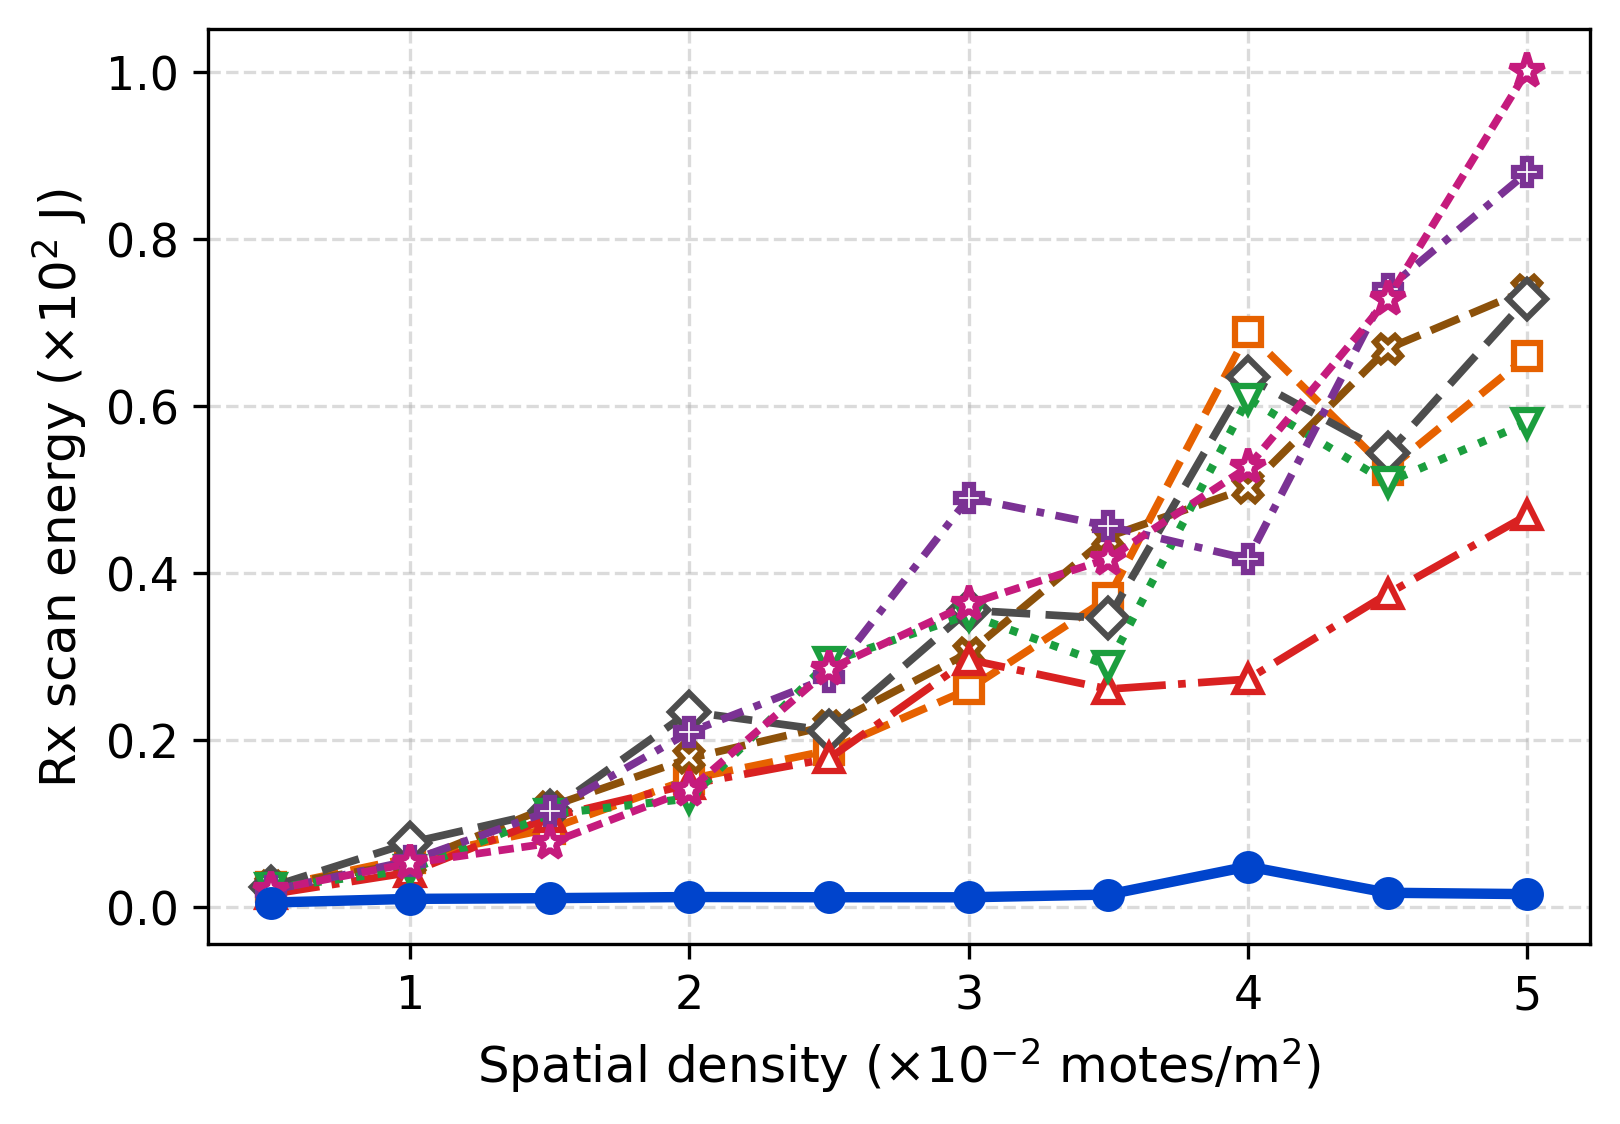 1.0
0.8
0.6
0.4
0.2
0.0
Rx scan energy (×10² J)
1 2 3 4 5
Spatial density (×10⁻² motes/m²)